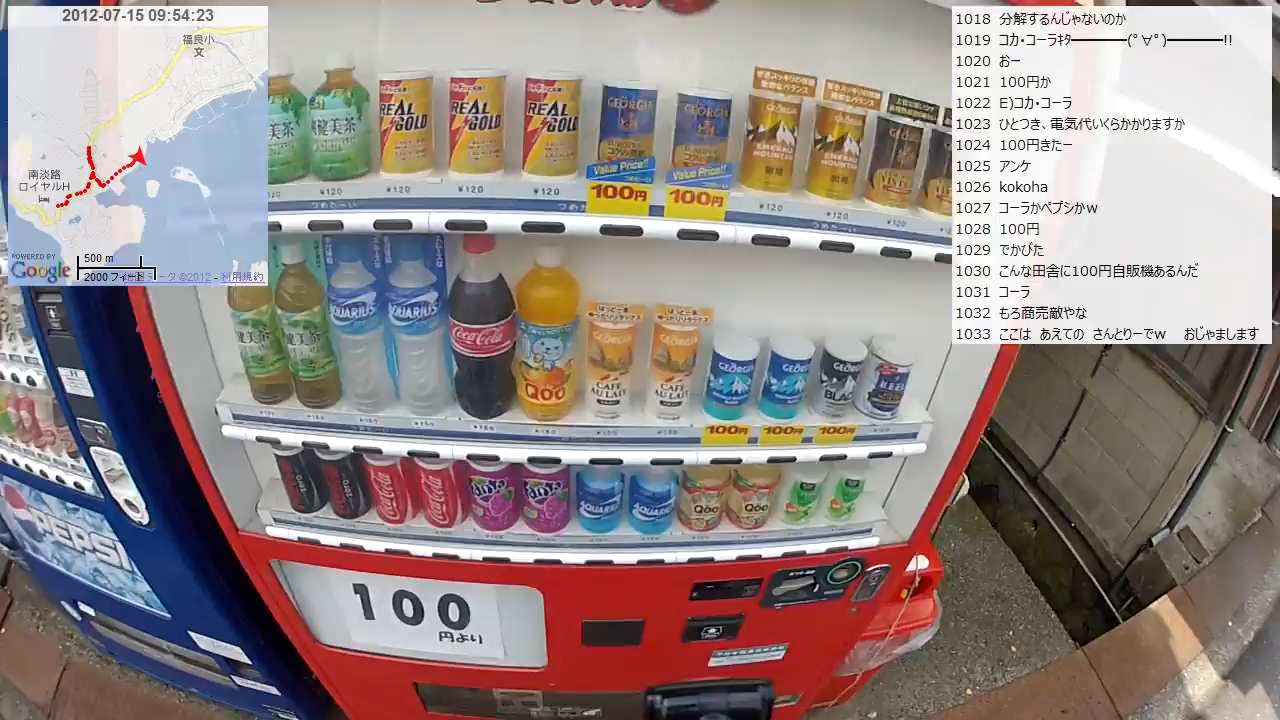 2012-07-15 09:54:23
福良小
文
南淡路
ロイヤルH
POWERED BY
Google
500 m
2000 フィート
©2012 - 利用規約
1018 分解するんじゃないのか
1019 コカ・コーラｷﾀ━━━━━(ﾟ∀ﾟ)━━━━━!!
1020 おー
1021 100円か
1022 E)コカ・コーラ
1023 ひとつき、電気代いくらかかりますか
1024 100円きたー
1025 アンケ
1026 kokoha
1027 コーラかペプシかｗ
1028 100円
1029 でかびた
1030 こんな田舎に100円自販機あるんだ
1031 コーラ
1032 もろ商売敵やな
1033 ここは あえての さんとりーでｗ おじゃまします
REAL GOLD
REAL GOLD
REAL GOLD
GEORGIA
GEORGIA
EMERALD MOUNTAIN
EMERALD MOUNTAIN
Value Price!!
100円
Value Price!!
100円
¥120
¥120
¥120
¥120
¥120
¥120
つめた〜い
AQUARIUS
AQUARIUS
Coca-Cola
Qoo
GEORGIA
CAFE AU LAIT
GEORGIA
CAFE AU LAIT
GEORGIA
GEORGIA
GEORGIA
BLACK
100円
100円
100円
zero
Coca-Cola
Coca-Cola
Fanta
Fanta
AQUARIUS
AQUARIUS
Qoo
Qoo
PEPSI
100
円より